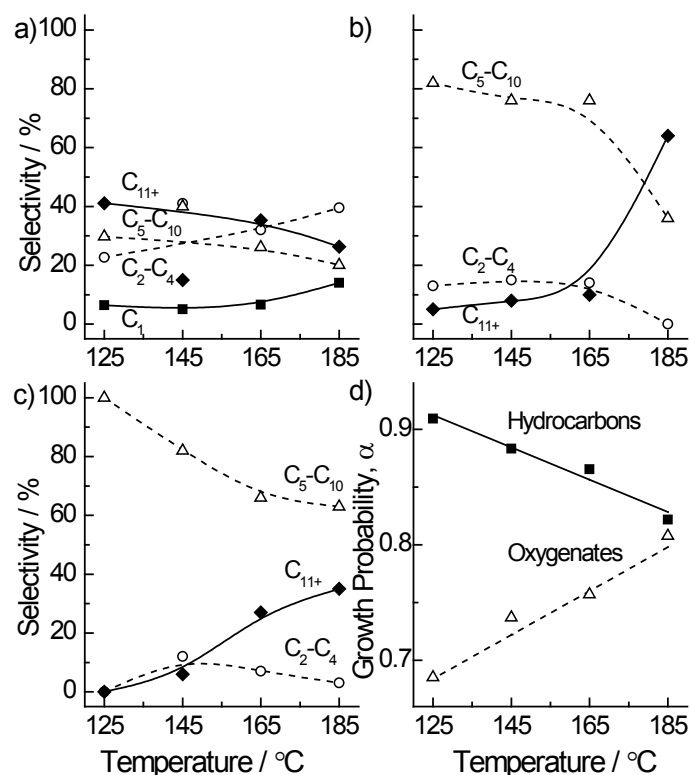 a)
b)
100
80
60
40
20
0
Selectivity / %
C₁₁₊
C₅-C₁₀
C₂-C₄
C₁
125 145 165 185
C₅-C₁₀
C₂-C₄
C₁₁₊
125 145 165 185
c)
d)
100
80
60
40
20
0
Selectivity / %
C₅-C₁₀
C₁₁₊
C₂-C₄
125 145 165 185
Temperature / °C
0.9
0.8
0.7
Growth Probability, α
Hydrocarbons
Oxygenates
125 145 165 185
Temperature / °C